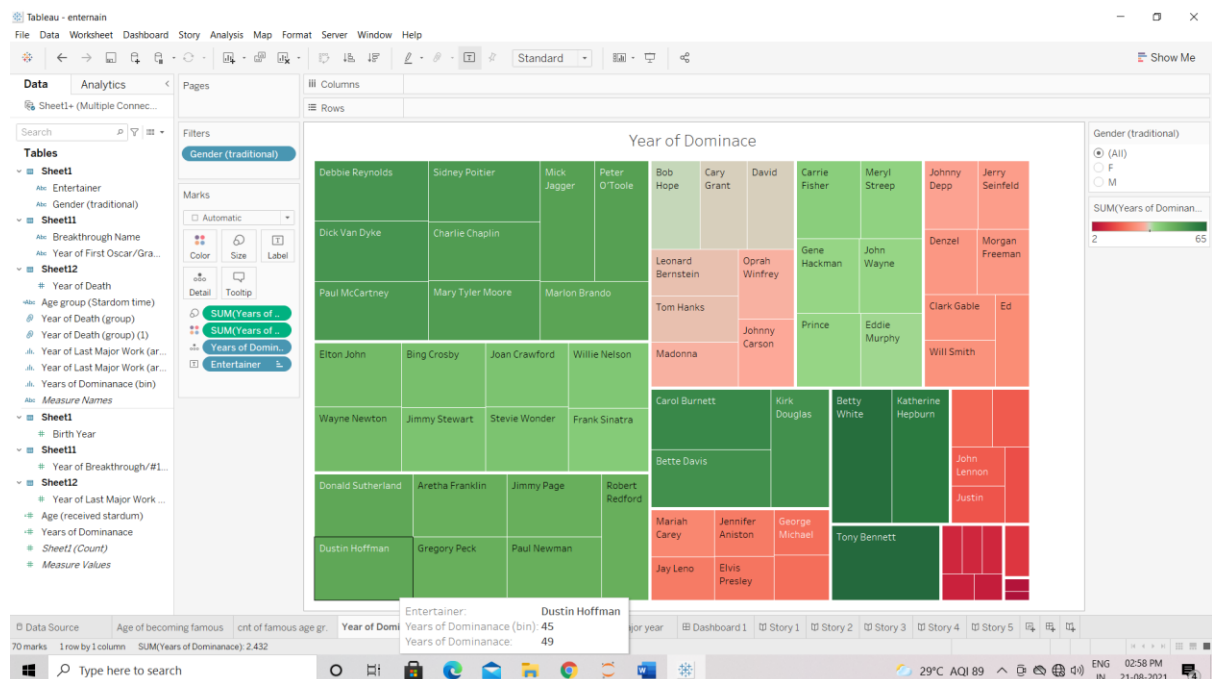 Tableau - enternain
File Data Worksheet Dashboard Story Analysis Map Format Server Window Help
Standard
Show Me
Data Analytics
Sheet1+ (Multiple Connec...
Search
Tables
Sheet1
Abc Entertainer
Abc Gender (traditional)
Sheet11
Abc Breakthrough Name
Abc Year of First Oscar/Gra...
Sheet12
# Year of Death
Abc Age group (Stardom time)
Year of Death (group)
Year of Death (group) (1)
Year of Last Major Work (ar...
Year of Last Major Work (ar...
Years of Dominanace (bin)
Abc Measure Names
Sheet1
# Birth Year
Sheet11
# Year of Breakthrough/#1...
Sheet12
# Year of Last Major Work ...
=# Age (received stardum)
=# Years of Dominanace
# Sheet1 (Count)
# Measure Values
Pages
Filters
Gender (traditional)
Marks
Automatic
Color Size Label
Detail Tooltip
SUM(Years of ..
SUM(Years of ..
Years of Domin..
Entertainer
Columns
Rows
Year of Dominace
Debbie Reynolds
Sidney Poitier
Mick
Jagger
Peter
O'Toole
Dick Van Dyke
Charlie Chaplin
Paul McCartney
Mary Tyler Moore
Marlon Brando
Elton John
Bing Crosby
Joan Crawford
Willie Nelson
Wayne Newton
Jimmy Stewart
Stevie Wonder
Frank Sinatra
Donald Sutherland
Aretha Franklin
Jimmy Page
Robert
Redford
Dustin Hoffman
Gregory Peck
Paul Newman
Bob
Hope
Cary
Grant
David
Leonard
Bernstein
Oprah
Winfrey
Tom Hanks
Johnny
Carson
Madonna
Carrie
Fisher
Meryl
Streep
Gene
Hackman
John
Wayne
Prince
Eddie
Murphy
Johnny
Depp
Jerry
Seinfeld
Denzel
Morgan
Freeman
Clark Gable
Ed
Will Smith
Carol Burnett
Kirk
Douglas
Bette Davis
Betty
White
Katherine
Hepburn
John
Lennon
Justin
Mariah
Carey
Jennifer
Aniston
George
Michael
Jay Leno
Elvis
Presley
Tony Bennett
Gender (traditional)
(All)
F
M
SUM(Years of Dominan...
2 65
Entertainer: Dustin Hoffman
Years of Dominanace (bin): 45
Years of Dominanace: 49
Data Source Age of becoming famous cnt of famous age gr. Year of Domi jor year Dashboard 1 Story 1 Story 2 Story 3 Story 4 Story 5
70 marks 1 row by 1 column SUM(Years of Dominanace): 2.432
Type here to search
29°C AQI 89
ENG
IN
02:58 PM
21-08-2021